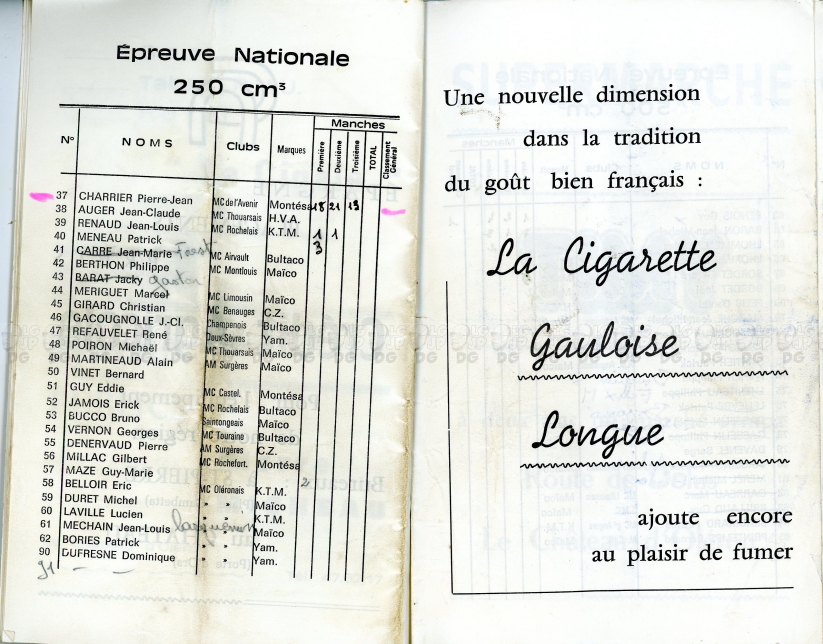 Épreuve Nationale
250 cm³
N° NOMS Clubs Marques Manches Première Deuxième Troisième TOTAL Classement Général
37 CHARRIER Pierre-Jean MC de l'Avenir Montésa 18 21 13
38 AUGER Jean-Claude MC Thouarsais H.V.A.
39 RENAUD Jean-Louis MC Rochelais K.T.M. 1 1
40 MENEAU Patrick 3
41 CARRE Jean-Marie MC Airvault Bultaco
42 BERTHON Philippe MC Montlouis Maïco
43 BARAT Jacky
44 MERIGUET Marcel MC Limousin Maïco
45 GIRARD Christian MC Benauges C.Z.
46 GACOUGNOLLE J.-Cl. Champenois Bultaco
47 REFAUVELET René Deux-Sèvres Yam.
48 POIRON Michaël MC Thouarsais Maïco
49 MARTINEAUD Alain AM Surgères Maïco
50 VINET Bernard
51 GUY Eddie MC Castel. Montésa
52 JAMOIS Erick MC Rochelais Bultaco
53 BUCCO Bruno Saintongeais Maïco
54 VERNON Georges MC Touraine Bultaco
55 DENERVAUD Pierre AM Surgères C.Z.
56 MILLAC Gilbert MC Rochefort. Montésa
57 MAZE Guy-Marie
58 BELLOIR Eric MC Oléronais K.T.M. 2
59 DURET Michel " " Maïco
60 LAVILLE Lucien " " K.T.M.
61 MECHAIN Jean-Louis " " Maïco
62 BORIES Patrick " " Yam.
90 DUFRESNE Dominique " " Yam.
91
Une nouvelle dimension
dans la tradition
du goût bien français :
La Cigarette
Gauloise
Longue
ajoute encore
au plaisir de fumer